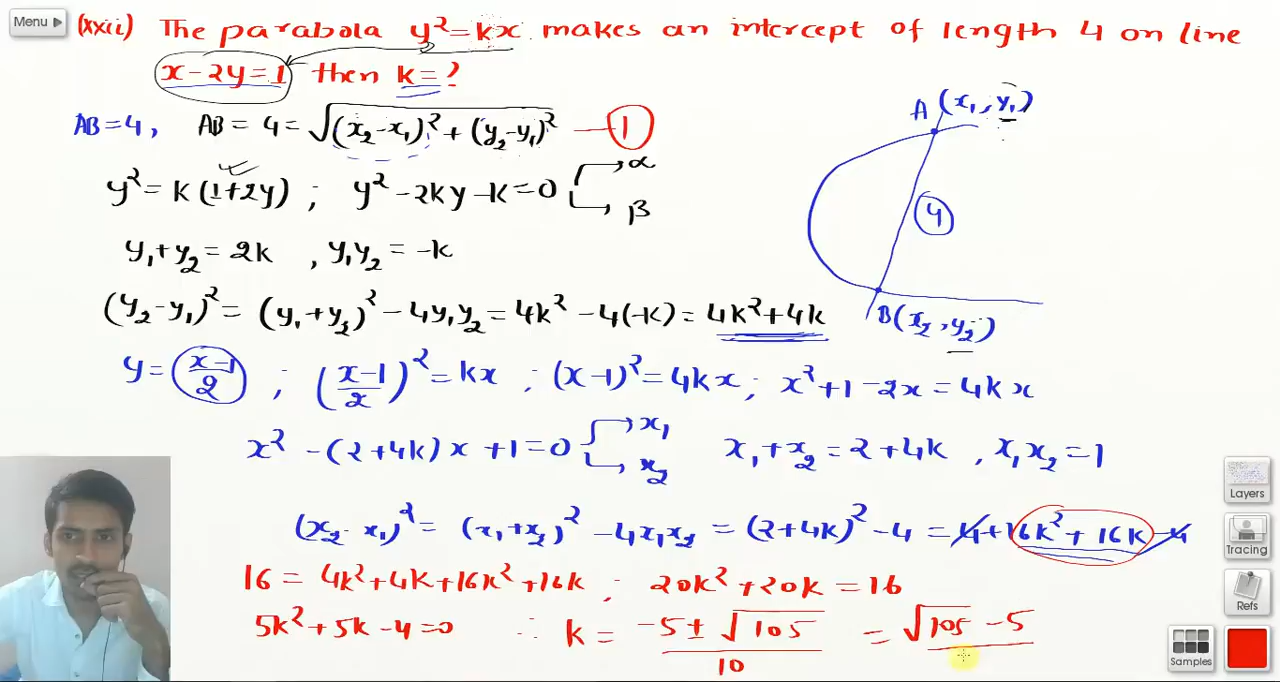 Menu
(xxii) The parabola y²=kx makes an intercept of length 4 on line
x-2y=1 then k=?
AB=4, AB = 4 = √(x₂-x₁)² + (y₂-y₁)² — 1
A (x₁, y₁)
y² = k(1+2y) ; y² - 2ky - k = 0 α β
4
y₁+y₂ = 2k , y₁y₂ = -k
(y₂-y₁)² = (y₁+y₂)² - 4y₁y₂ = 4k² - 4(-k) = 4k²+4k
B(x₂, y₂)
y = (x-1)/2 ; ((x-1)/2)² = kx ; (x-1)² = 4kx ; x²+1-2x = 4kx
x² - (2+4k)x + 1 = 0 x₁ x₂ x₁+x₂ = 2+4k , x₁x₂ = 1
(x₂-x₁)² = (x₁+x₂)² - 4x₁x₂ = (2+4k)² - 4 = 4+16k²+16k-4
16 = 4k²+4k+16k²+16k ; 20k²+20k = 16
5k²+5k-4=0 ∴ k = (-5±√105)/10 = √105 - 5
Layers
Tracing
Refs
Samples